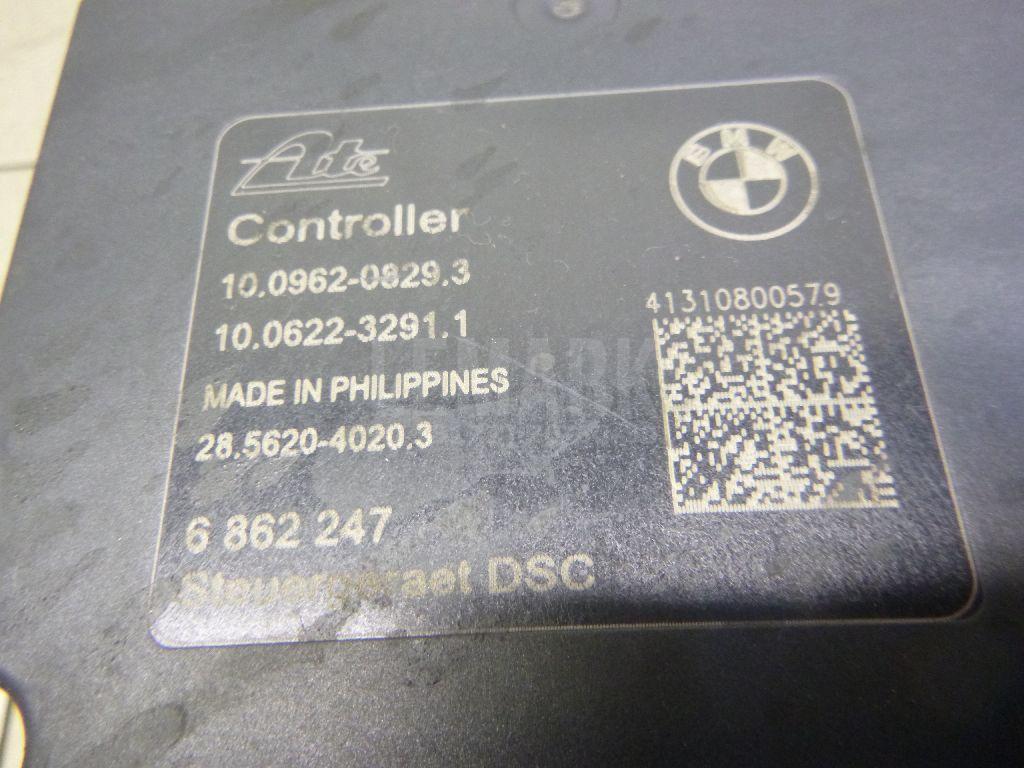 Ate
Controller
10.0962-0829.3
10.0622-3291.1
MADE IN PHILIPPINES
28.5620-4020.3
6 862 247
Steuergeraet DSC
BMW
41310800579
LEMARK